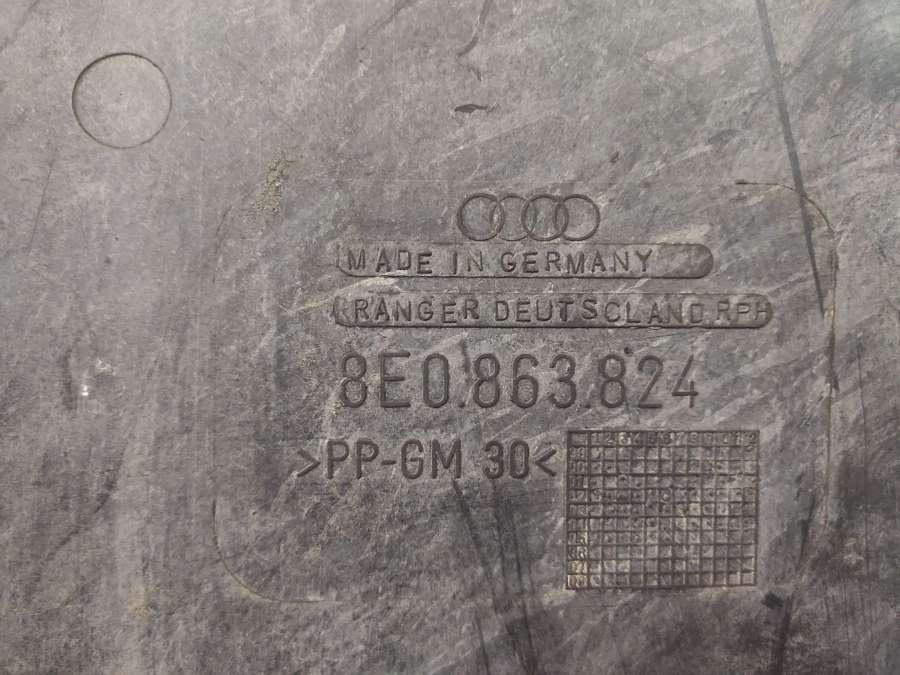 MADE IN GERMANY
RANGER DEUTSCLAND.RPH
8E0.863.824
>PP-GM 30<